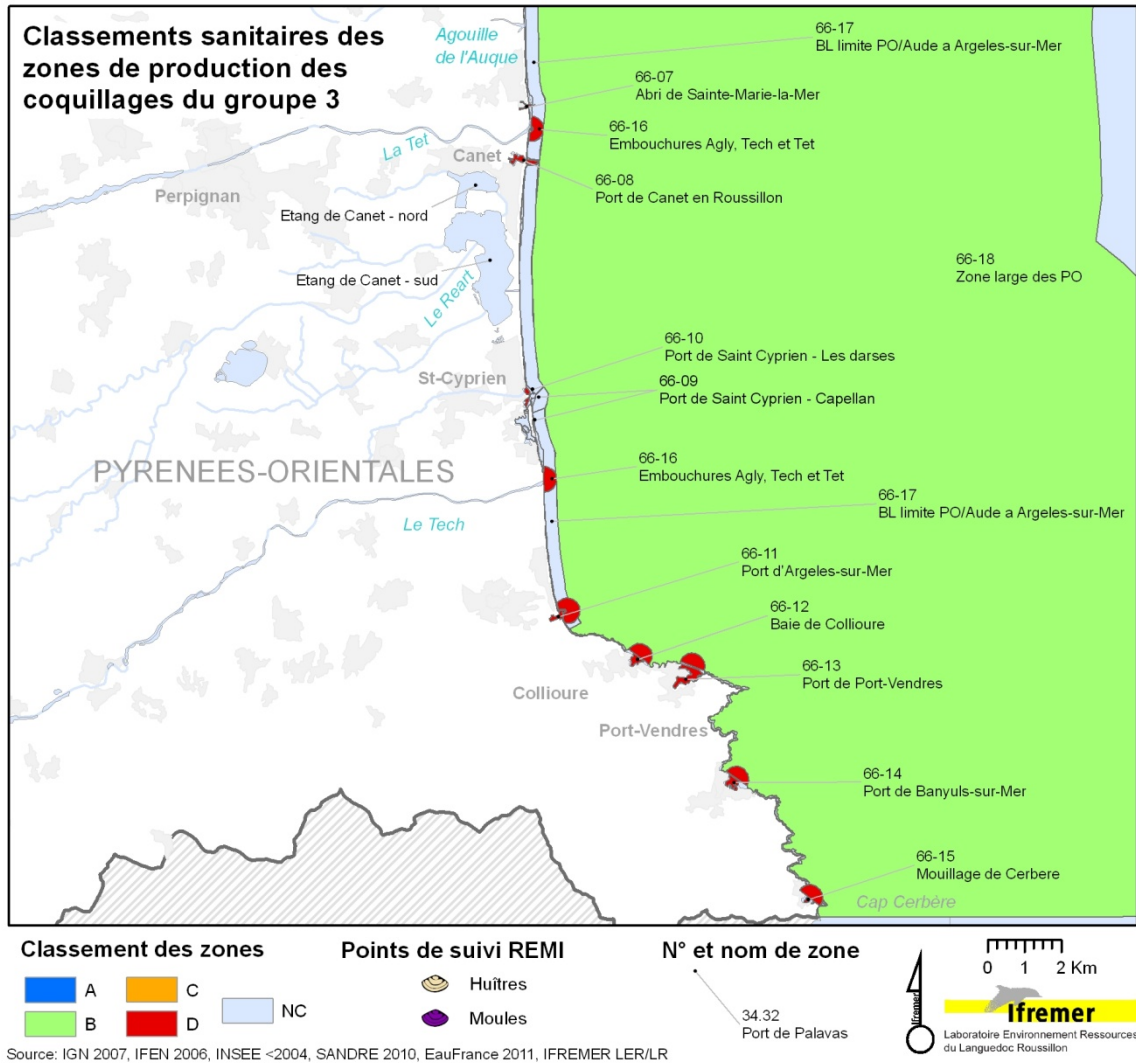 Classements sanitaires des
zones de production des
coquillages du groupe 3
Agouille
de l'Auque
66-17
BL limite PO/Aude a Argeles-sur-Mer
66-07
Abri de Sainte-Marie-la-Mer
66-16
Embouchures Agly, Tech et Tet
La Tet
Canet
66-08
Port de Canet en Roussillon
Perpignan
Etang de Canet - nord
66-18
Zone large des PO
Etang de Canet - sud
Le Reart
66-10
Port de Saint Cyprien - Les darses
St-Cyprien
66-09
Port de Saint Cyprien - Capellan
PYRENEES-ORIENTALES
66-16
Embouchures Agly, Tech et Tet
66-17
BL limite PO/Aude a Argeles-sur-Mer
Le Tech
66-11
Port d'Argeles-sur-Mer
66-12
Baie de Collioure
66-13
Port de Port-Vendres
Collioure
Port-Vendres
66-14
Port de Banyuls-sur-Mer
66-15
Mouillage de Cerbere
Cap Cerbère
Classement des zones
A
B
C
D
NC
Points de suivi REMI
Huîtres
Moules
N° et nom de zone
34.32
Port de Palavas
Ifremer
0 1 2 Km
Ifremer
Laboratoire Environnement Ressources
du Languedoc Roussillon
Source: IGN 2007, IFEN 2006, INSEE <2004, SANDRE 2010, EauFrance 2011, IFREMER LER/LR